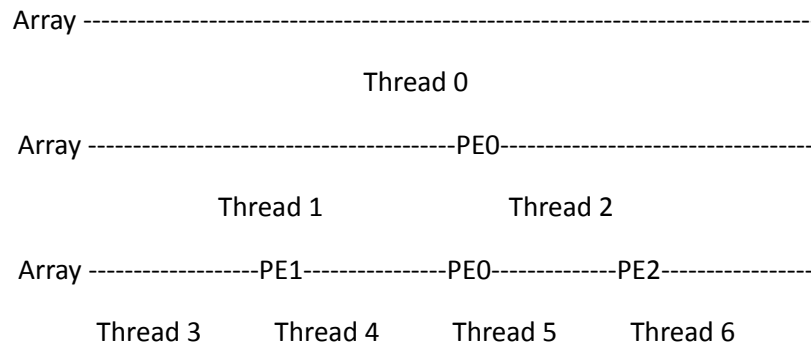 Array ----------------------------------------------------------------------------------
Thread 0
Array -----------------------------------------PE0-----------------------------------
Thread 1 Thread 2
Array -------------------PE1----------------PE0--------------PE2-----------------
Thread 3 Thread 4 Thread 5 Thread 6